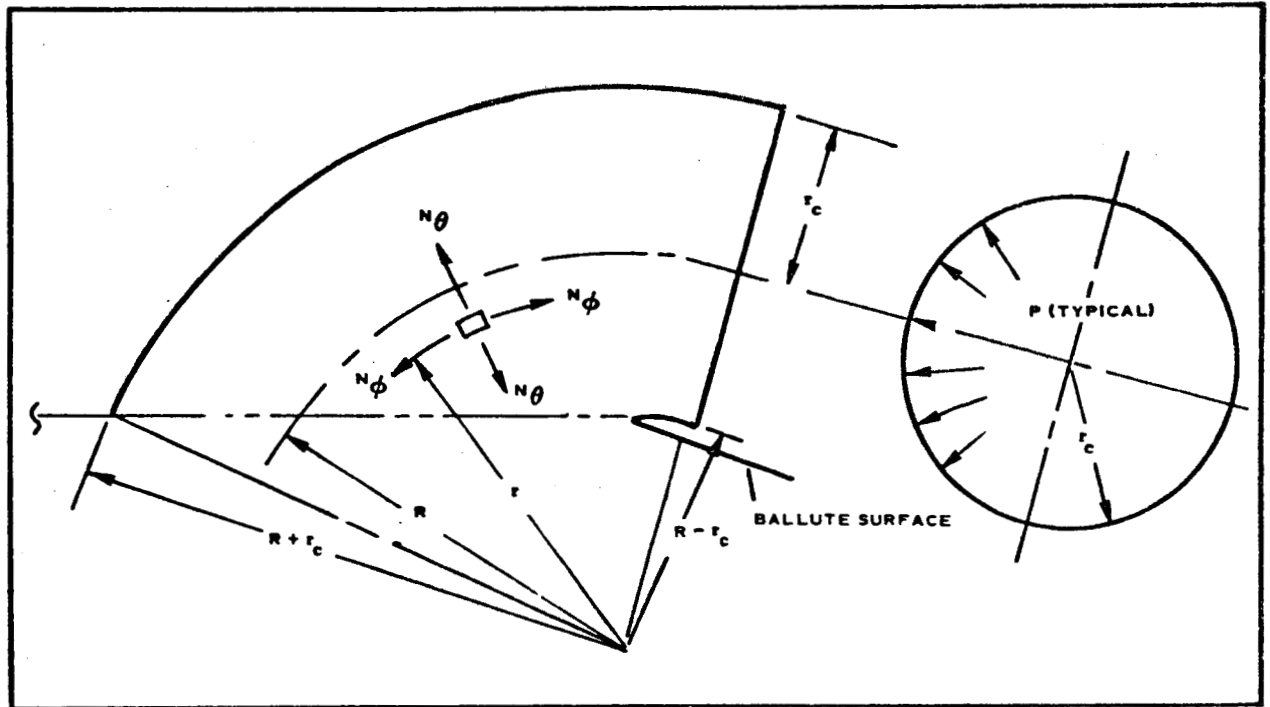 r_c
N_θ
N_ϕ
N_ϕ
N_θ
P (TYPICAL)
r_c
r
R
R + r_c
R - r_c
BALLUTE SURFACE